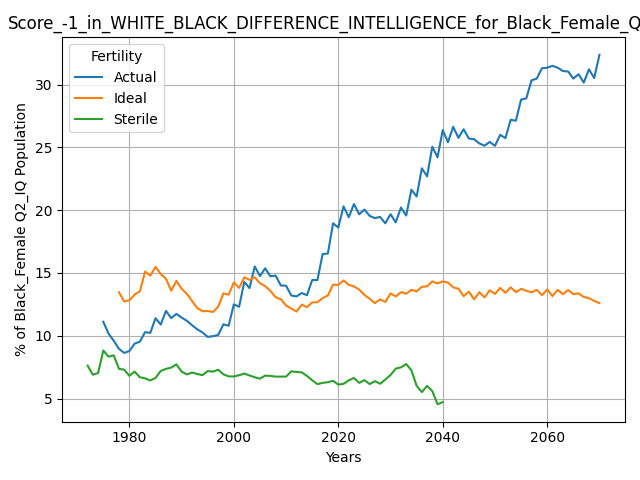 Score_-1_in_WHITE_BLACK_DIFFERENCE_INTELLIGENCE_for_Black_Female_Q
Fertility
Actual
Ideal
Sterile
% of Black_Female Q2_IQ Population
30
25
20
15
10
5
1980 2000 2020 2040 2060
Years